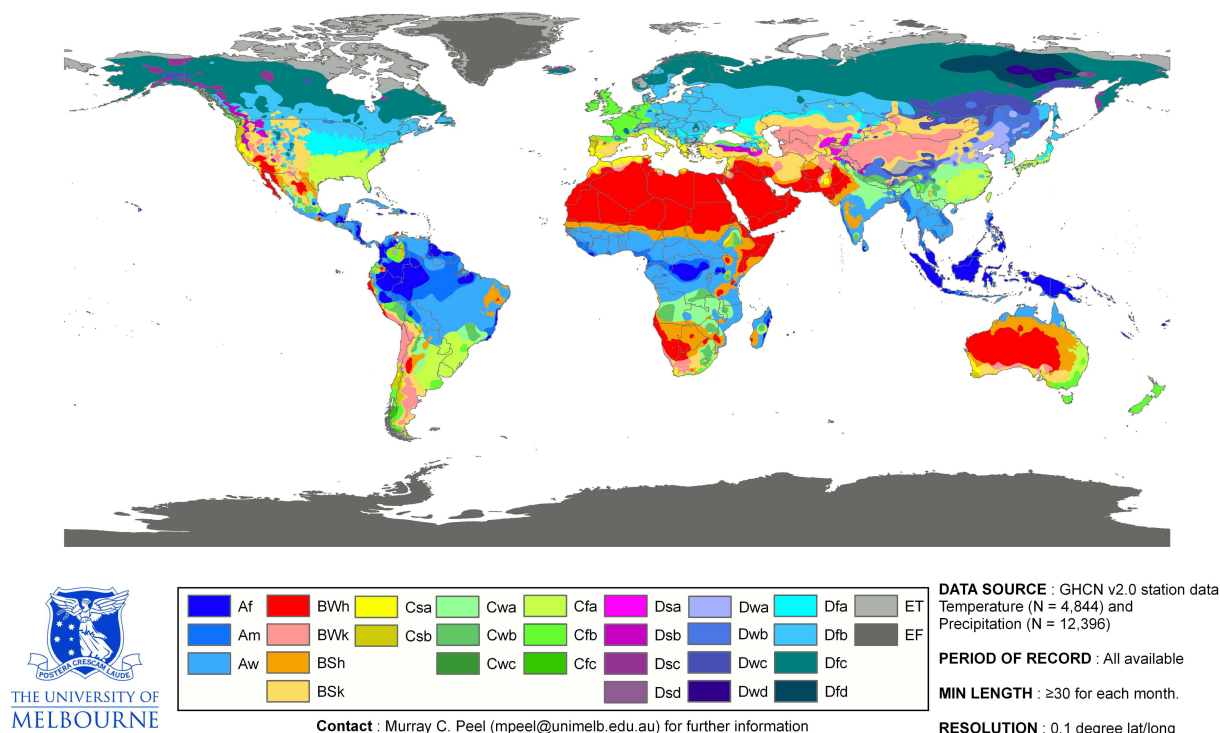 Af
Am
Aw
BWh
BWk
BSh
BSk
Csa
Csb
Cwa
Cwb
Cwc
Cfa
Cfb
Cfc
Dsa
Dsb
Dsc
Dsd
Dwa
Dwb
Dwc
Dwd
Dfa
Dfb
Dfc
Dfd
ET
EF
POSTERA CRESCAM LAUDE
THE UNIVERSITY OF
MELBOURNE
Contact : Murray C. Peel (mpeel@unimelb.edu.au) for further information
DATA SOURCE : GHCN v2.0 station data
Temperature (N = 4,844) and
Precipitation (N = 12,396)
PERIOD OF RECORD : All available
MIN LENGTH : ≥30 for each month.
RESOLUTION : 0.1 degree lat/long